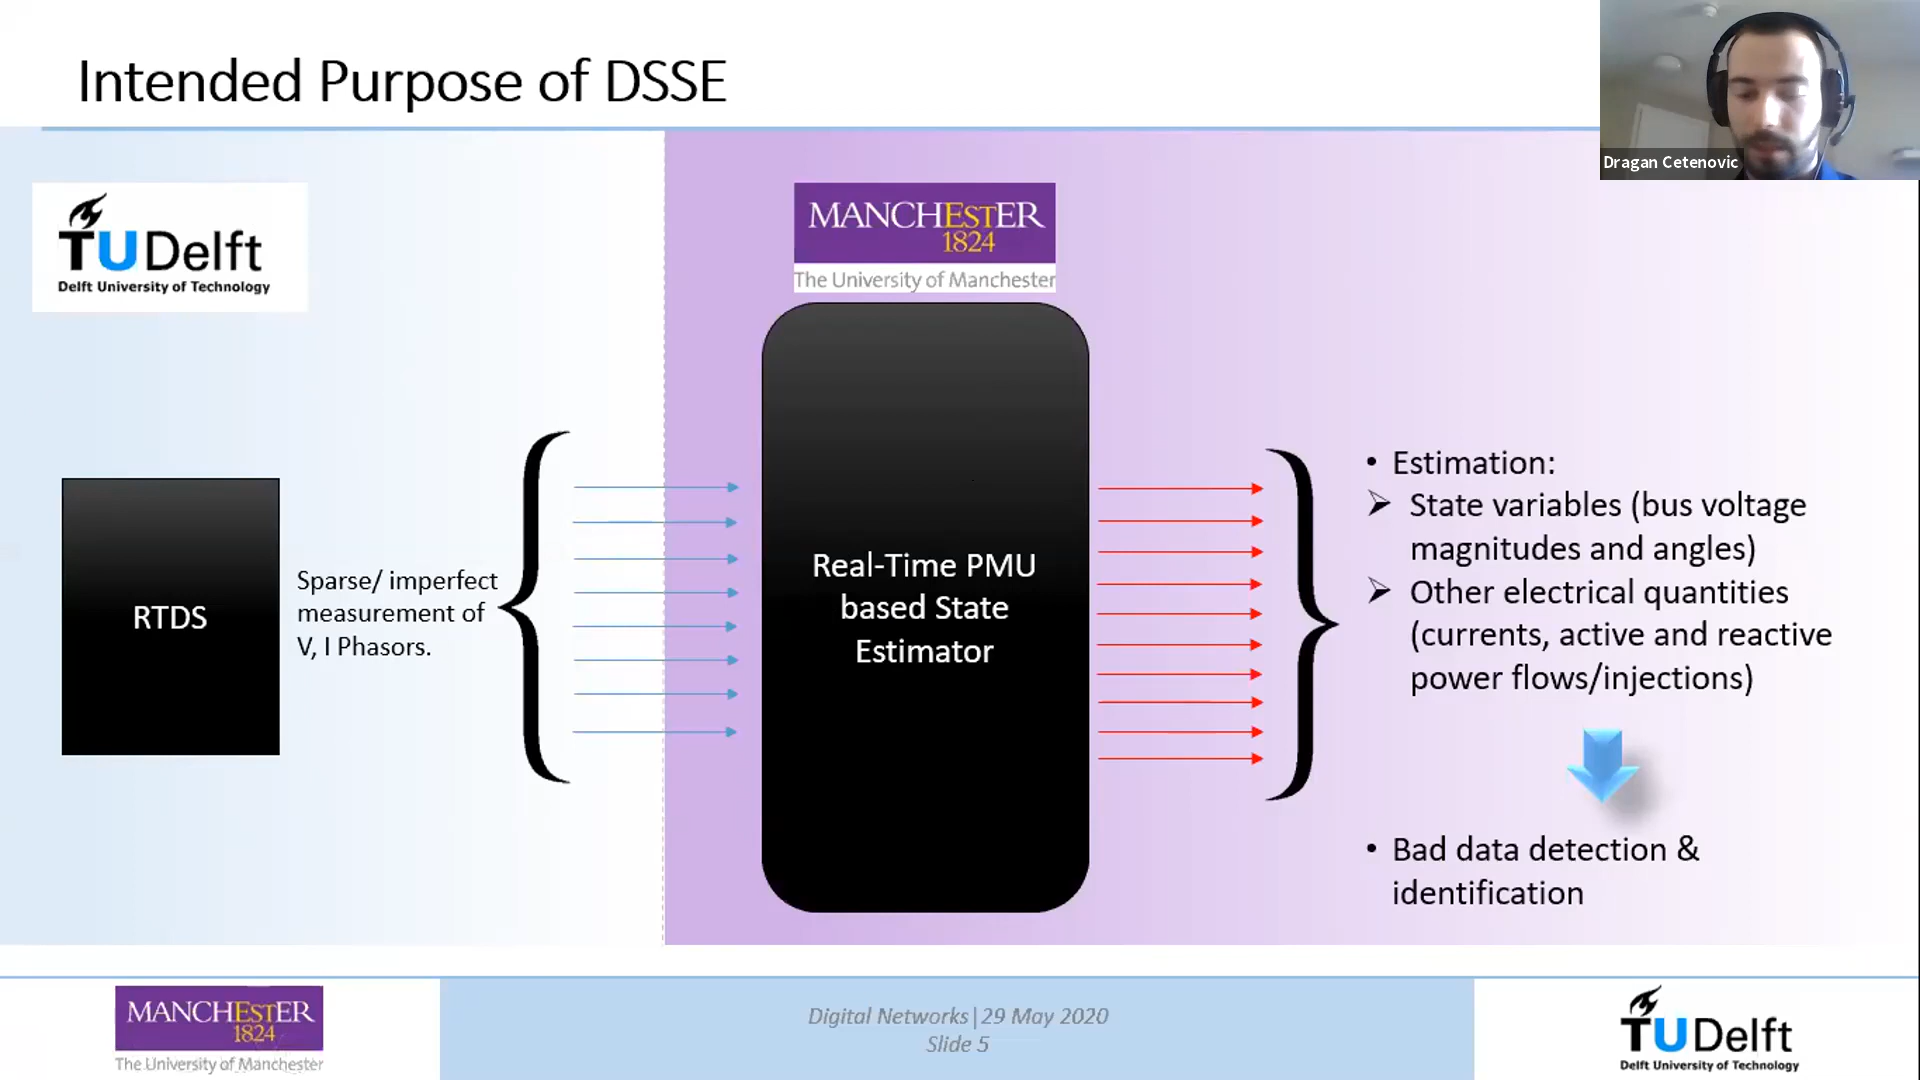 Intended Purpose of DSSE
Dragan Cetenovic
TU Delft
Delft University of Technology
MANCHESTER
1824
The University of Manchester
RTDS
Sparse/ imperfect
measurement of
V, I Phasors.
Real-Time PMU
based State
Estimator
• Estimation:
➢ State variables (bus voltage
magnitudes and angles)
➢ Other electrical quantities
(currents, active and reactive
power flows/injections)
• Bad data detection &
identification
MANCHESTER
1824
The University of Manchester
Digital Networks|29 May 2020
Slide 5
TU Delft
Delft University of Technology